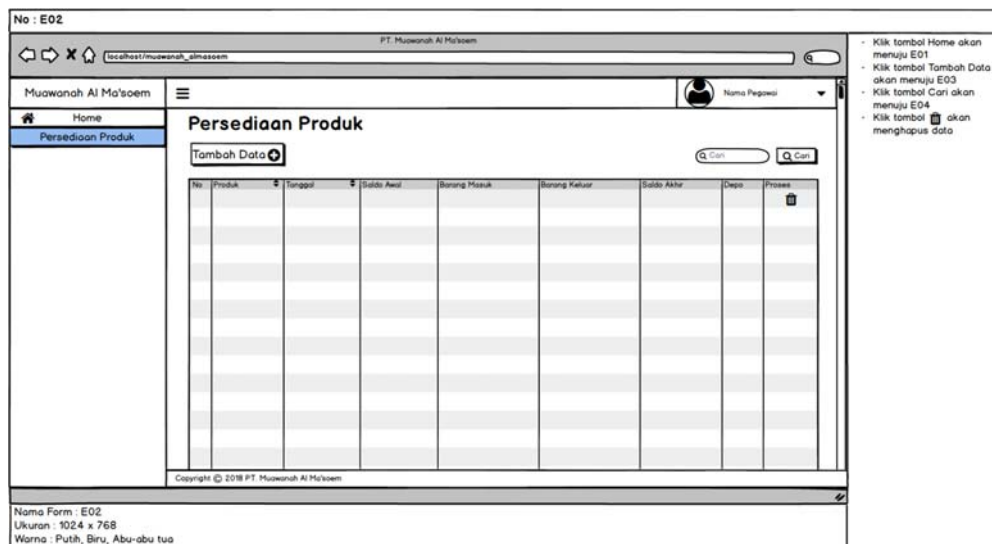 No : E02
PT. Muawanah Al Ma'soem
localhost/muawanah_almasoem
Muawanah Al Ma'soem
Nama Pegawai
Home
Persediaan Produk
Persediaan Produk
Tambah Data
Cari
Cari
No Produk Tanggal Saldo Awal Barang Masuk Barang Keluar Saldo Akhir Depo Proses
Copyright © 2018 PT. Muawanah Al Ma'soem
- Klik tombol Home akan
menuju E01
- Klik tombol Tambah Data
akan menuju E03
- Klik tombol Cari akan
menuju E04
- Klik tombol akan
menghapus data
Nama Form : E02
Ukuran : 1024 x 768
Warna : Putih, Biru, Abu-abu tua